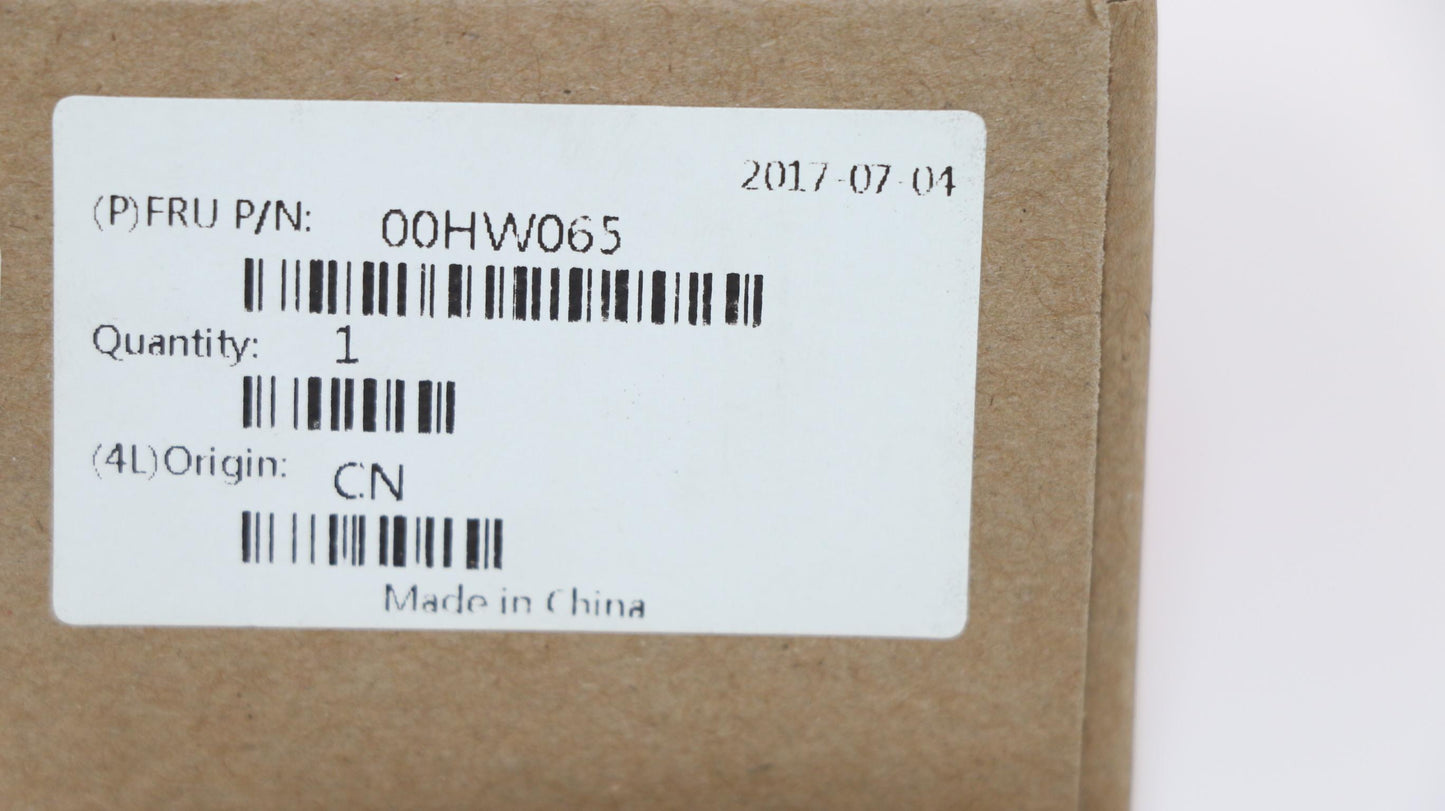 2017-07-04
(P)FRU P/N: 00HW065
Quantity: 1
(4L)Origin: CN
Made in China